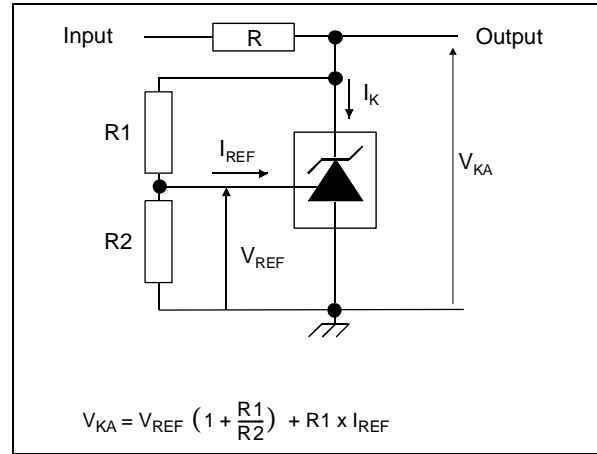 Input R Output
I_K
R1
I_REF
V_KA
R2
V_REF
V_KA = V_REF (1 + R1/R2) + R1 x I_REF